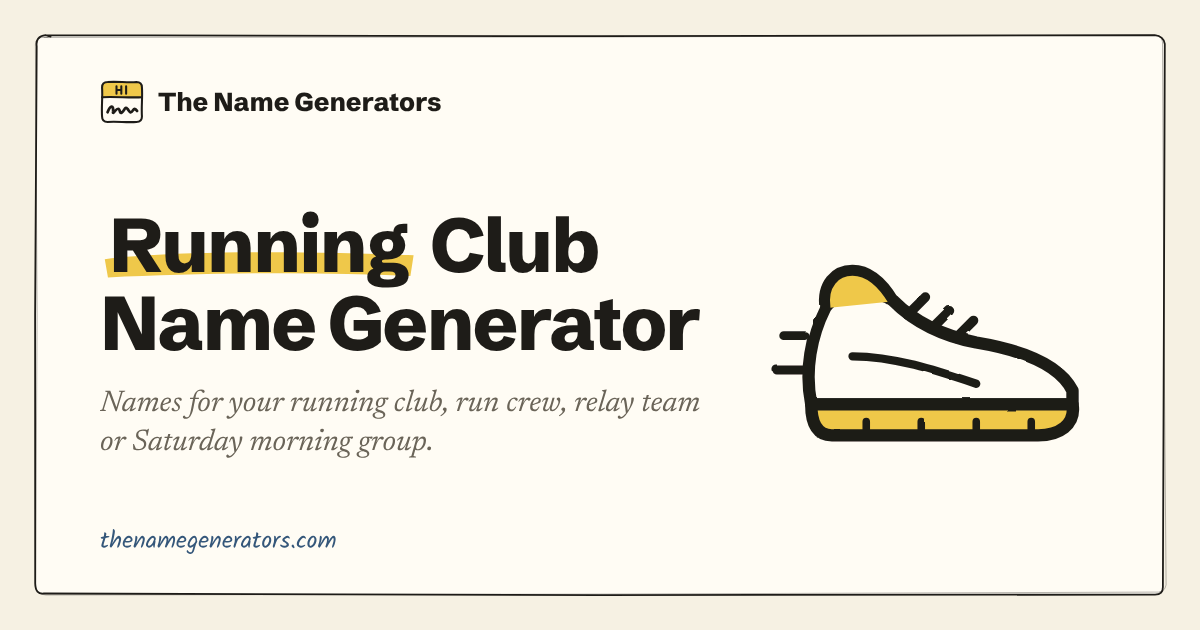 HI
The Name Generators
Running Club
Name Generator
Names for your running club, run crew, relay team
or Saturday morning group.
thenamegenerators.com